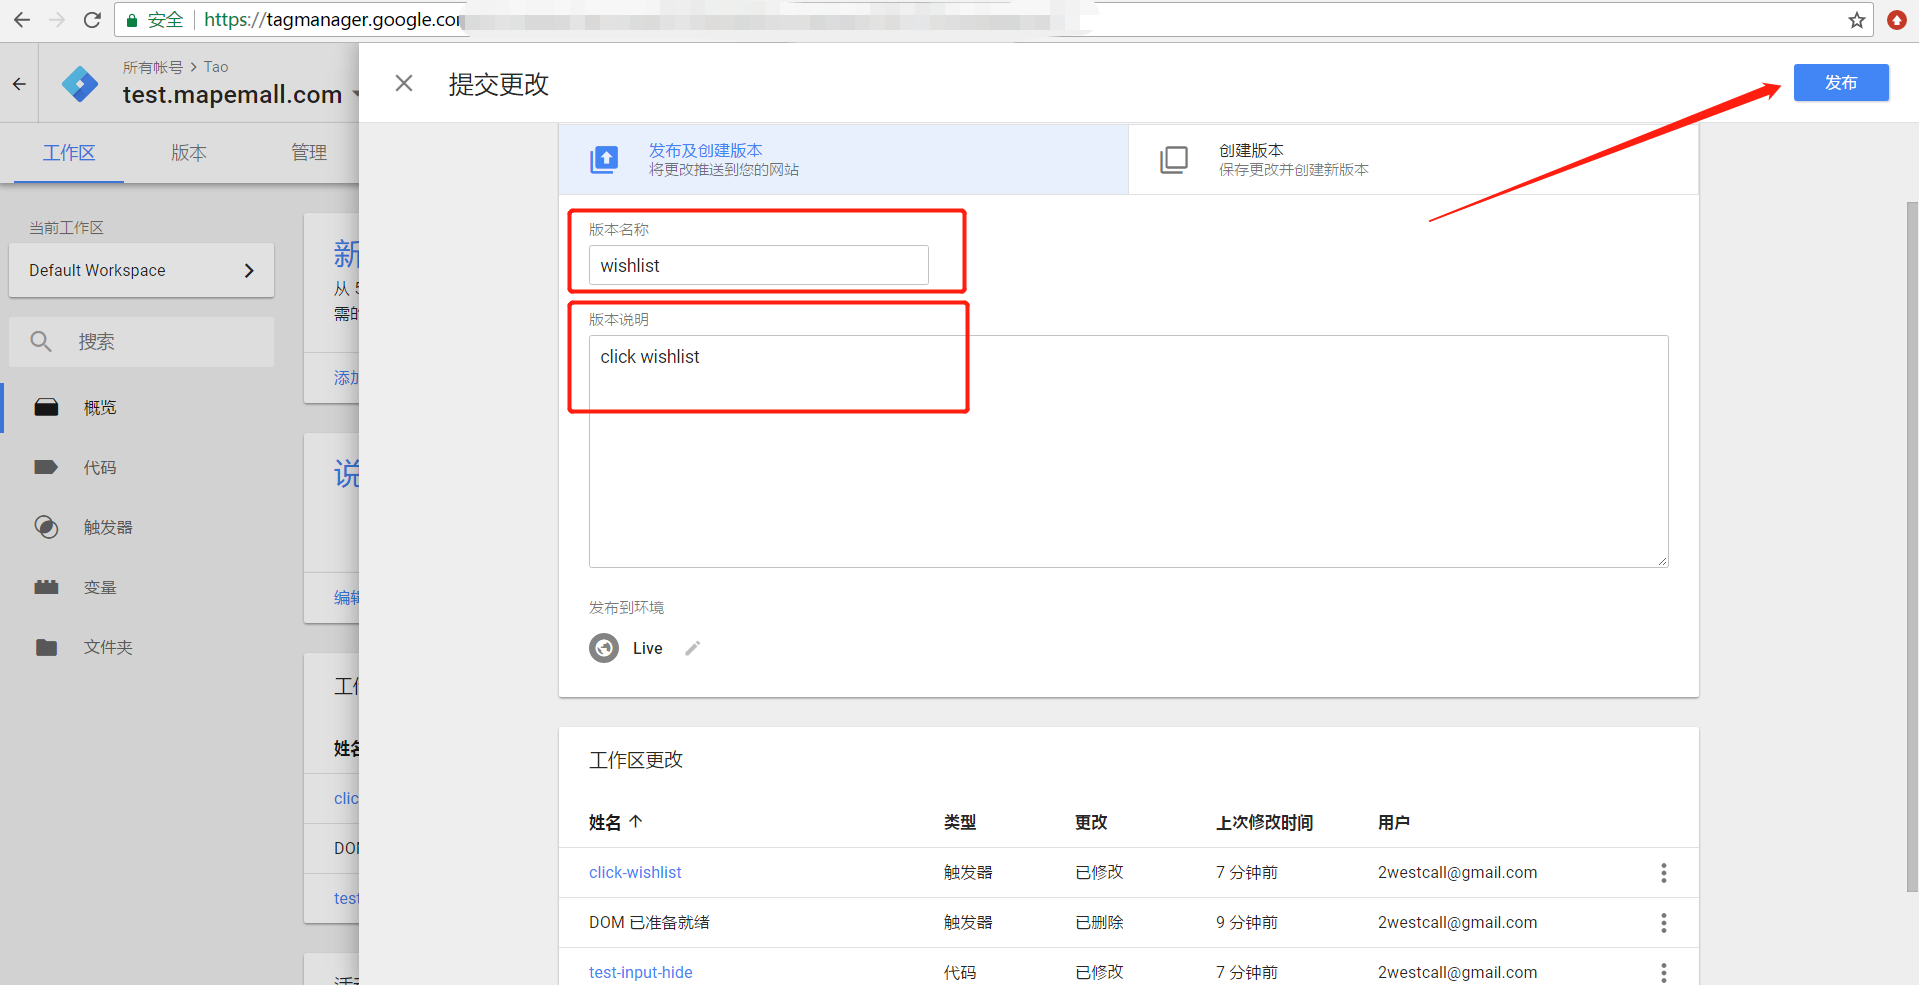 安全
https://tagmanager.google.co
所有帐号 > Tao
test.mapemall.com
提交更改
发布
工作区
版本
管理
发布及创建版本
将更改推送到您的网站
创建版本
保存更改并创建新版本
当前工作区
Default Workspace
搜索
概览
代码
触发器
变量
文件夹
新
从 5
需的
添加
说
编辑
工作
姓名
clic
DOM
test
版本名称
wishlist
版本说明
click wishlist
发布到环境
Live
工作区更改
姓名 类型 更改 上次修改时间 用户
click-wishlist 触发器 已修改 7 分钟前 2westcall@gmail.com
DOM 已准备就绪 触发器 已删除 9 分钟前 2westcall@gmail.com
test-input-hide 代码 已修改 7 分钟前 2westcall@gmail.com